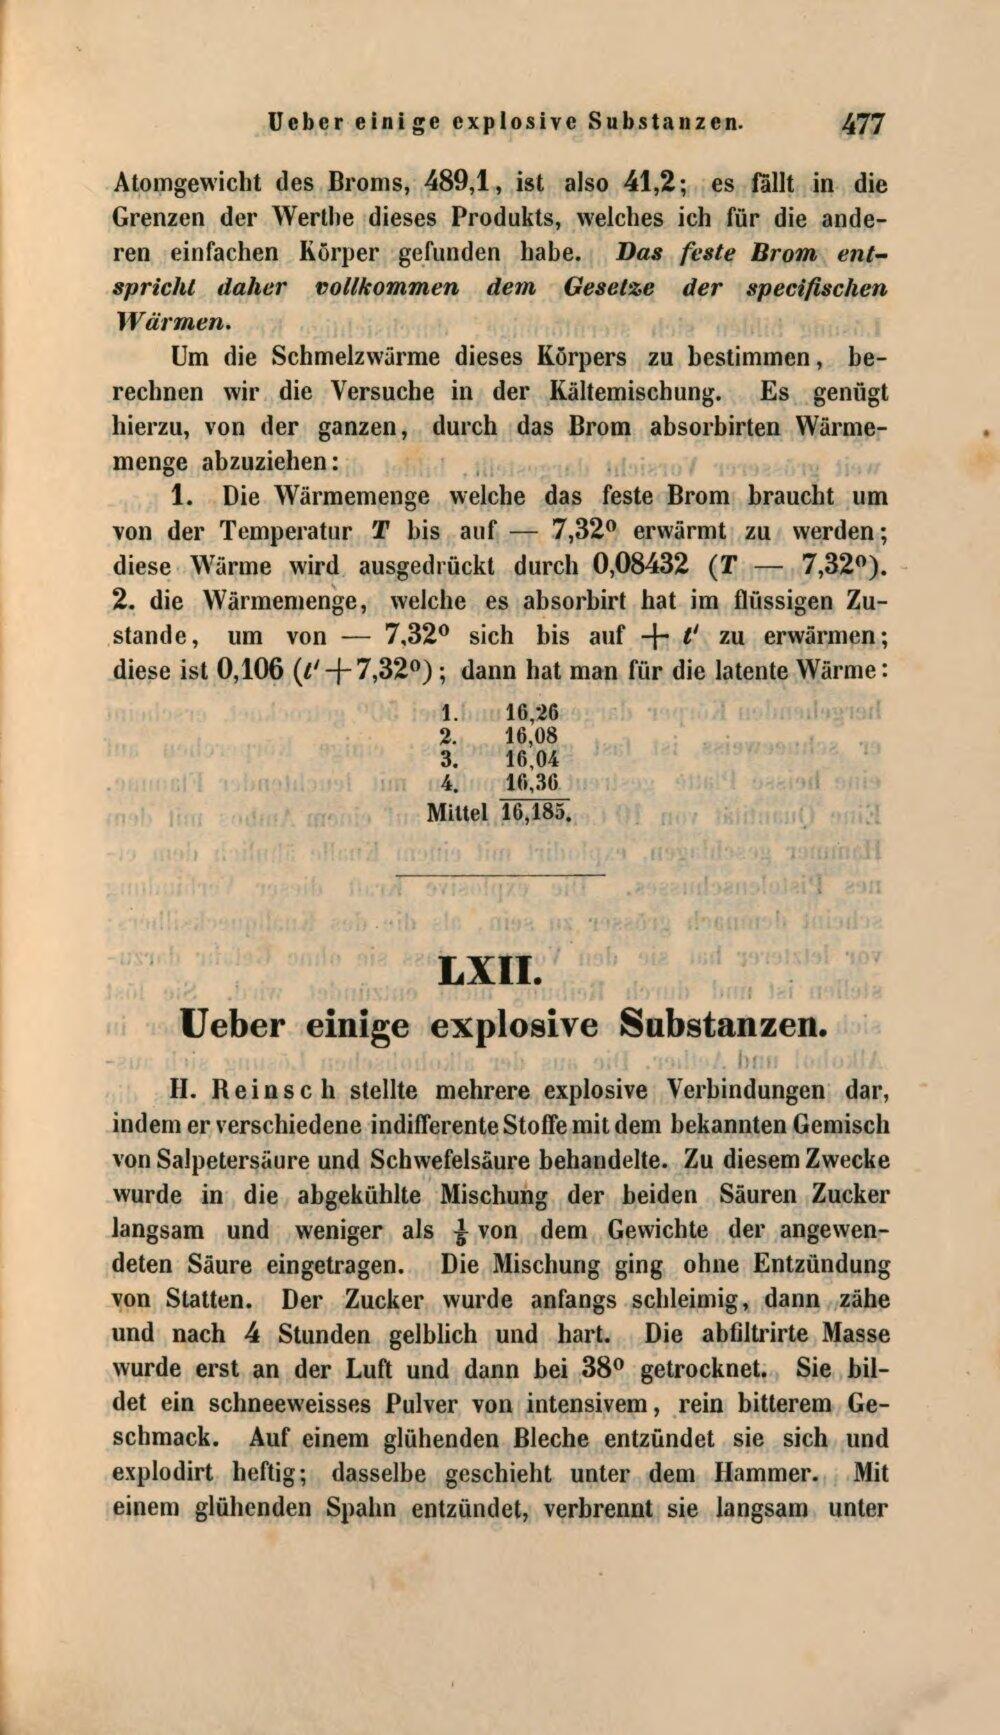 Ueber einige explosive Substanzen. 477
Atomgewicht des Broms, 489,1, ist also 41,2; es fällt in die
Grenzen der Werthe dieses Produkts, welches ich für die ande-
ren einfachen Körper gefunden habe. Das feste Brom ent-
spricht daher vollkommen dem Gesetze der specifischen
Wärmen.
Um die Schmelzwärme dieses Körpers zu bestimmen, be-
rechnen wir die Versuche in der Kältemischung. Es genügt
hierzu, von der ganzen, durch das Brom absorbirten Wärme-
menge abzuziehen:
1. Die Wärmemenge welche das feste Brom braucht um
von der Temperatur T bis auf — 7,32⁰ erwärmt zu werden;
diese Wärme wird ausgedrückt durch 0,08432 (T — 7,32⁰).
2. die Wärmemenge, welche es absorbirt hat im flüssigen Zu-
stande, um von — 7,32⁰ sich bis auf + t' zu erwärmen;
diese ist 0,106 (t' + 7,32⁰); dann hat man für die latente Wärme:
1. 16,26
2. 16,08
3. 16,04
4. 16,36
Mittel 16,185.
LXII.
Ueber einige explosive Substanzen.
H. Reinsch stellte mehrere explosive Verbindungen dar,
indem er verschiedene indifferente Stoffe mit dem bekannten Gemisch
von Salpetersäure und Schwefelsäure behandelte. Zu diesem Zwecke
wurde in die abgekühlte Mischung der beiden Säuren Zucker
langsam und weniger als ⅛ von dem Gewichte der angewen-
deten Säure eingetragen. Die Mischung ging ohne Entzündung
von Statten. Der Zucker wurde anfangs schleimig, dann zähe
und nach 4 Stunden gelblich und hart. Die abfiltrirte Masse
wurde erst an der Luft und dann bei 38⁰ getrocknet. Sie bil-
det ein schneeweisses Pulver von intensivem, rein bitterem Ge-
schmack. Auf einem glühenden Bleche entzündet sie sich und
explodirt heftig; dasselbe geschieht unter dem Hammer. Mit
einem glühenden Spahn entzündet, verbrennt sie langsam unter